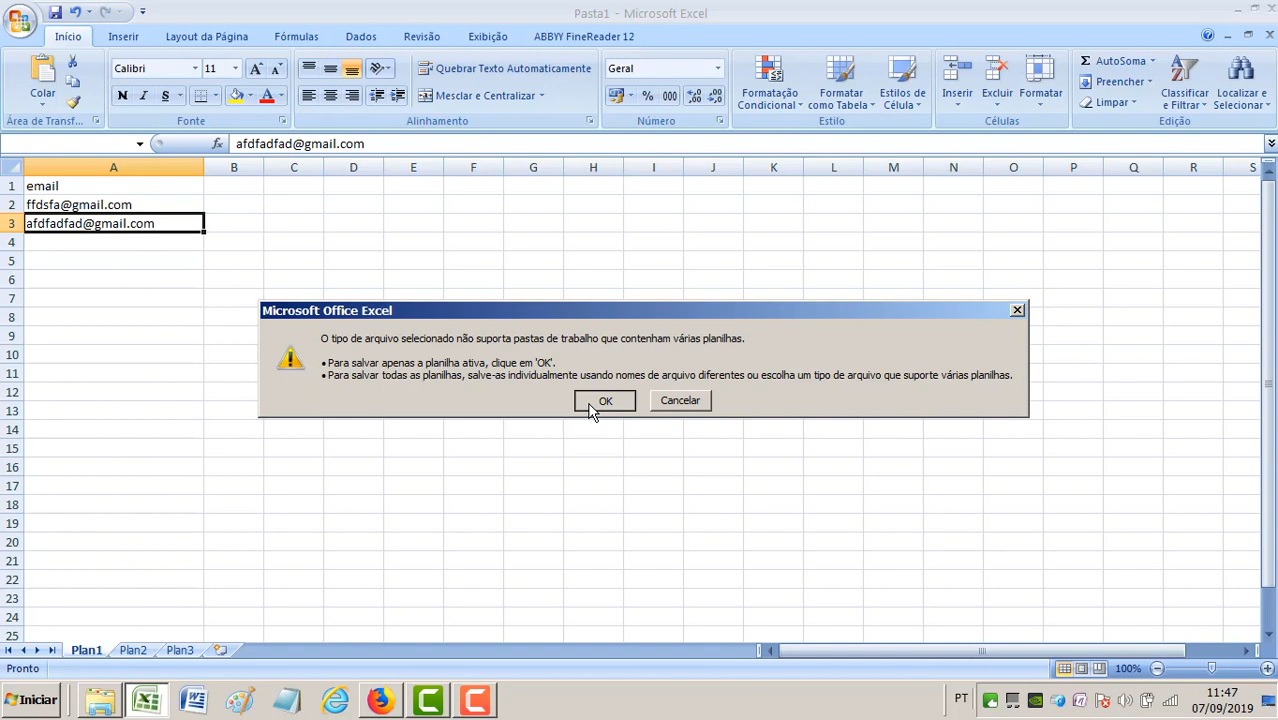 Pasta1 - Microsoft Excel
Início Inserir Layout da Página Fórmulas Dados Revisão Exibição ABBYY FineReader 12
Colar
Área de Transf...
Calibri 11
N I S
Fonte
Quebrar Texto Automaticamente
Mesclar e Centralizar
Alinhamento
Geral
% 000
Número
Formatação Condicional
Formatar como Tabela
Estilos de Célula
Estilo
Inserir
Excluir
Formatar
Células
Σ AutoSoma
Preencher
Limpar
Classificar e Filtrar
Localizar e Selecionar
Edição
fx afdfadfad@gmail.com
A B C D E F G H I J K L M N O P Q R S
1 email
2 ffdsfa@gmail.com
3 afdfadfad@gmail.com
4
5
6
7
8
9
10
11
12
13
14
15
16
17
18
19
20
21
22
23
24
25
Microsoft Office Excel
O tipo de arquivo selecionado não suporta pastas de trabalho que contenham várias planilhas.
• Para salvar apenas a planilha ativa, clique em 'OK'.
• Para salvar todas as planilhas, salve-as individualmente usando nomes de arquivo diferentes ou escolha um tipo de arquivo que suporte várias planilhas.
OK Cancelar
Plan1 Plan2 Plan3
Pronto 100%
Iniciar PT 11:47
07/09/2019